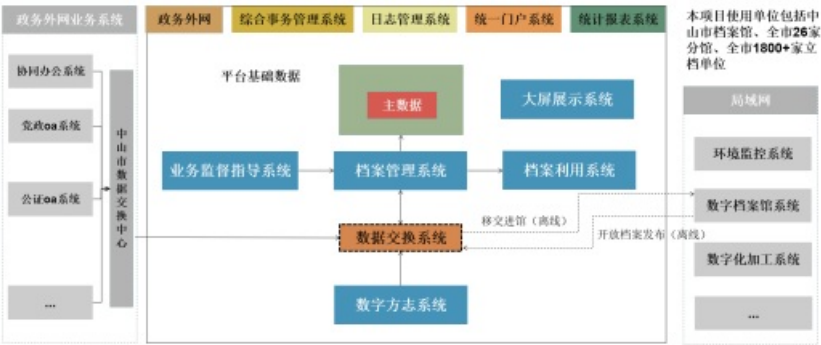 政务外网业务系统
协同办公系统
党政oa系统
公证oa系统
...
中山市数据交换中心
政务外网
综合事务管理系统
日志管理系统
统一门户系统
统计报表系统
平台基础数据
主数据
大屏展示系统
业务监督指导系统
档案管理系统
档案利用系统
移交进馆（离线）
数据交换系统
开放档案发布（离线）
数字方志系统
本项目使用单位包括中
山市档案馆、全市26家
分馆、全市1800+家立
档单位
局域网
环境监控系统
数字档案馆系统
数字化加工系统
...